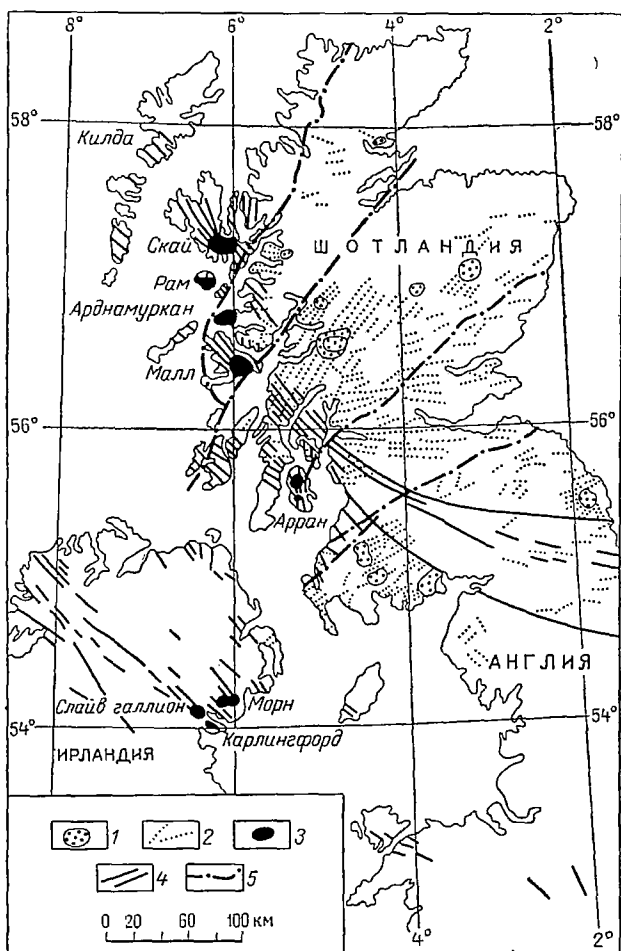 8° 6° 4° 2°
58° 58°
Килда
Скай
ШОТЛАНДИЯ
Рам
Арднамуркан
Малл
56° 56°
Арран
АНГЛИЯ
Слайв галлион
Морн
54° 54°
Карлингфорд
ИРЛАНДИЯ
1 2 3
4 5
0 20 60 100 км
4° 2°